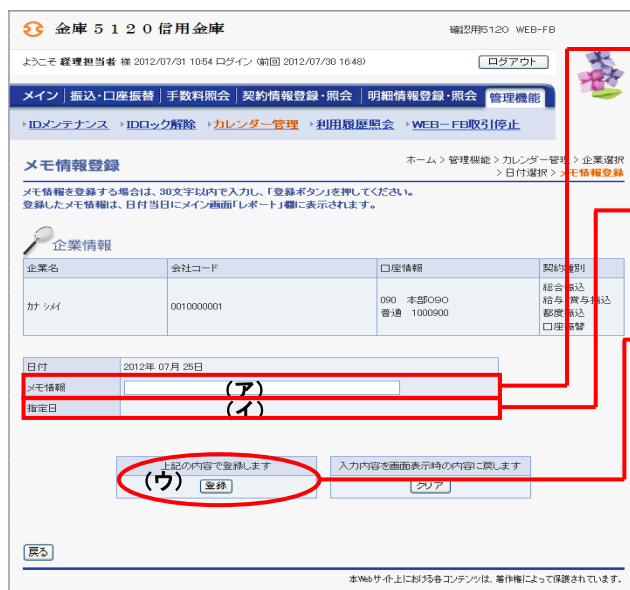 金庫5120信用金庫
確認用5120 WEB-FB
ようこそ 経理担当者 様 2012/07/31 10:54 ログイン (前回 2012/07/30 16:48)
ログアウト
メイン 振込・口座振替 手数料照会 契約情報登録・照会 明細情報登録・照会 管理機能
IDメンテナンス IDロック解除 カレンダー管理 利用履歴照会 WEB-FB取引停止
メモ情報登録
ホーム > 管理機能 > カレンダー管理 > 企業選択
> 日付選択 > メモ情報登録
メモ情報を登録する場合は、30文字以内で入力し、「登録ボタン」を押してください。
登録したメモ情報は、日付当日にメイン画面「レポート」欄に表示されます。
企業情報
企業名 会社コード 口座情報 契約種別
カナ シメイ 0010000001 090 本部090 普通 1000900
総合振込
給与・賞与振込
都度振込
口座振替
日付 2012年 07月 25日
メモ情報 (ア)
指定日 (イ)
上記の内容で登録します
(ウ) 登録
入力内容を画面表示時の内容に戻します
クリア
戻る
本Webサイト上における各コンテンツは、著作権によって保護されています。